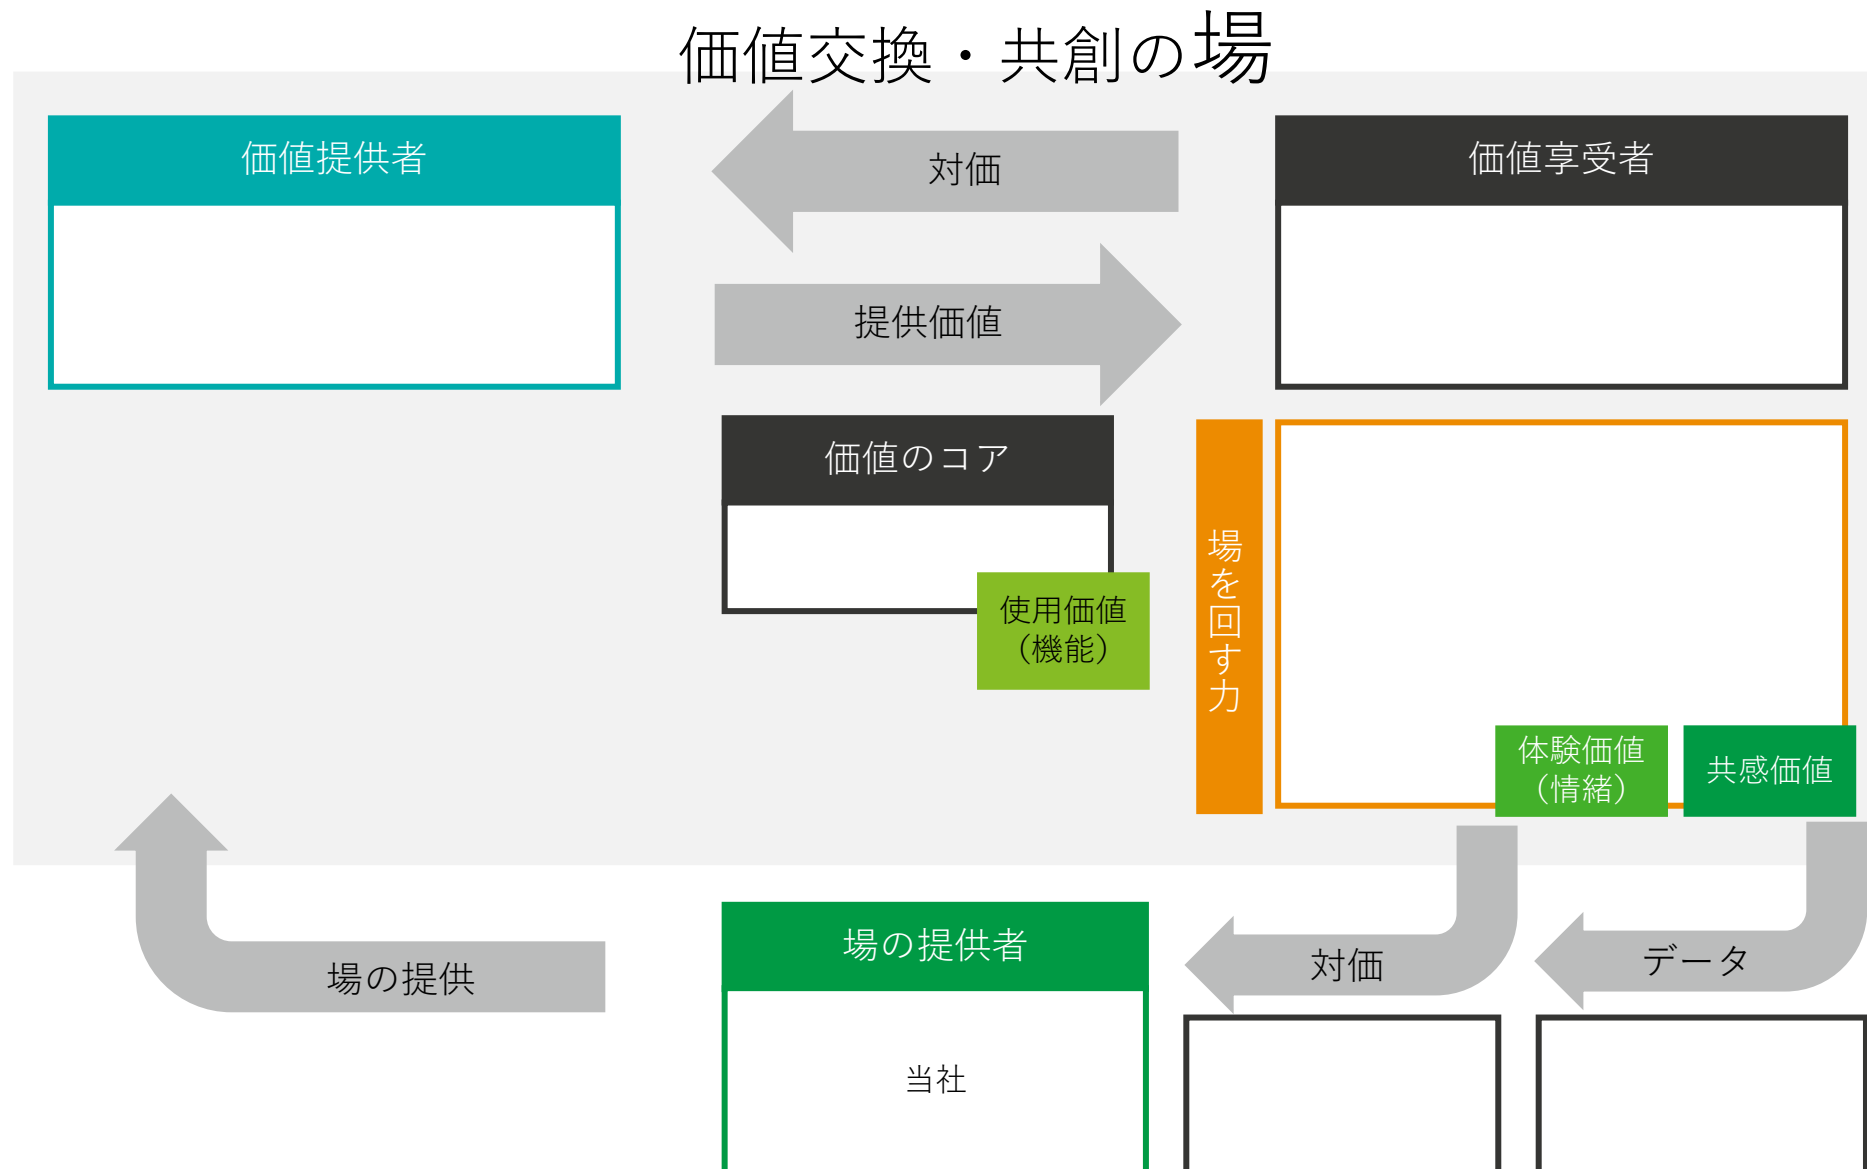 価値交換・共創の場
価値提供者
対価
価値享受者
提供価値
価値のコア
使用価値
（機能）
場を回す力
体験価値
（情緒）
共感価値
場の提供
場の提供者
当社
対価
データ